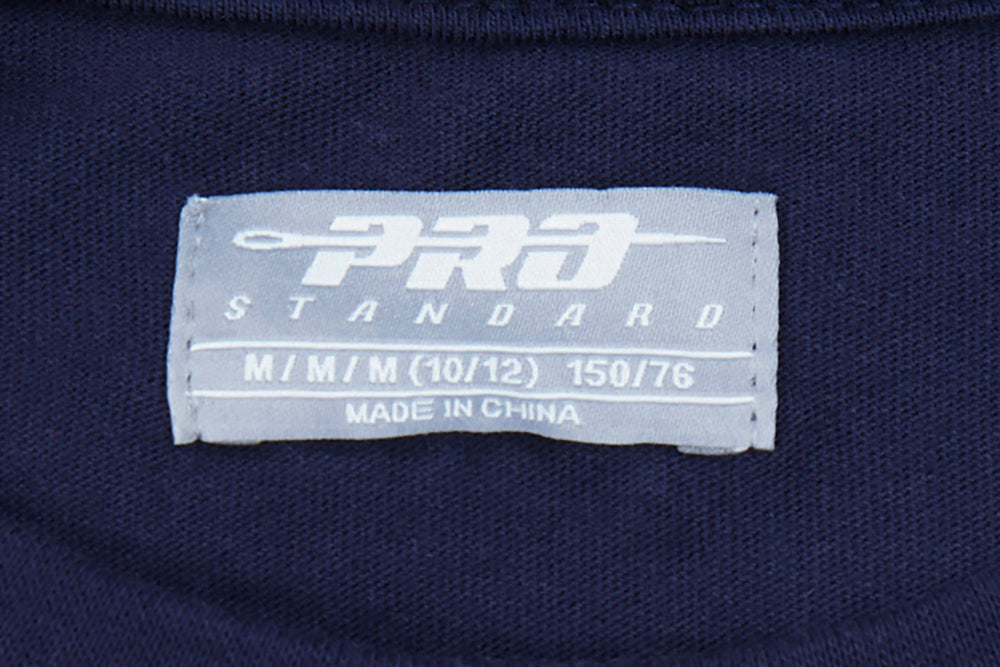 PRO
STANDARD
M/M/M (10/12) 150/76
MADE IN CHINA